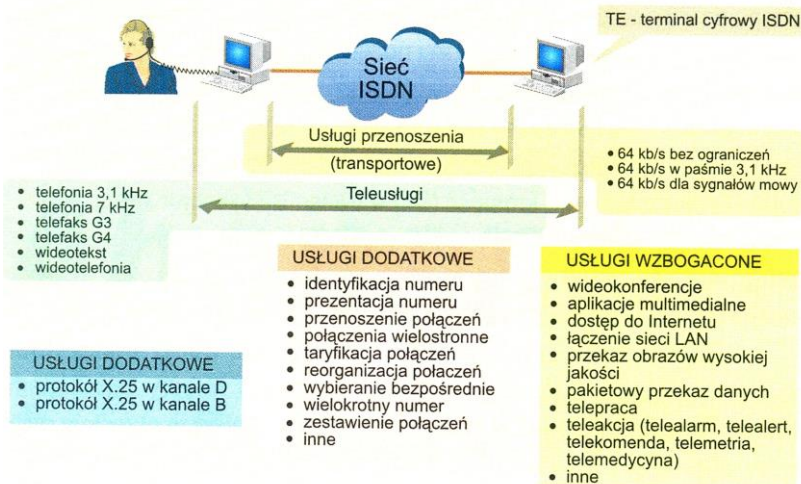 TE - terminal cyfrowy ISDN
Sieć
ISDN
Usługi przenoszenia
(transportowe)
• 64 kb/s bez ograniczeń
• 64 kb/s w paśmie 3,1 kHz
• 64 kb/s dla sygnałów mowy
Teleusługi
• telefonia 3,1 kHz
• telefonia 7 kHz
• telefaks G3
• telefaks G4
• wideotekst
• wideotelefonia
USŁUGI DODATKOWE
• protokół X.25 w kanale D
• protokół X.25 w kanale B
USŁUGI DODATKOWE
• identyfikacja numeru
• prezentacja numeru
• przenoszenie połączeń
• połączenia wielostronne
• taryfikacja połączeń
• reorganizacja połaczeń
• wybieranie bezpośrednie
• wielokrotny numer
• zestawienie połączeń
• inne
USŁUGI WZBOGACONE
• wideokonferencje
• aplikacje multimedialne
• dostęp do Internetu
• łączenie sieci LAN
• przekaz obrazów wysokiej
jakości
• pakietowy przekaz danych
• telepraca
• teleakcja (telealarm, telealert,
telekomenda, telemetria,
telemedycyna)
• inne